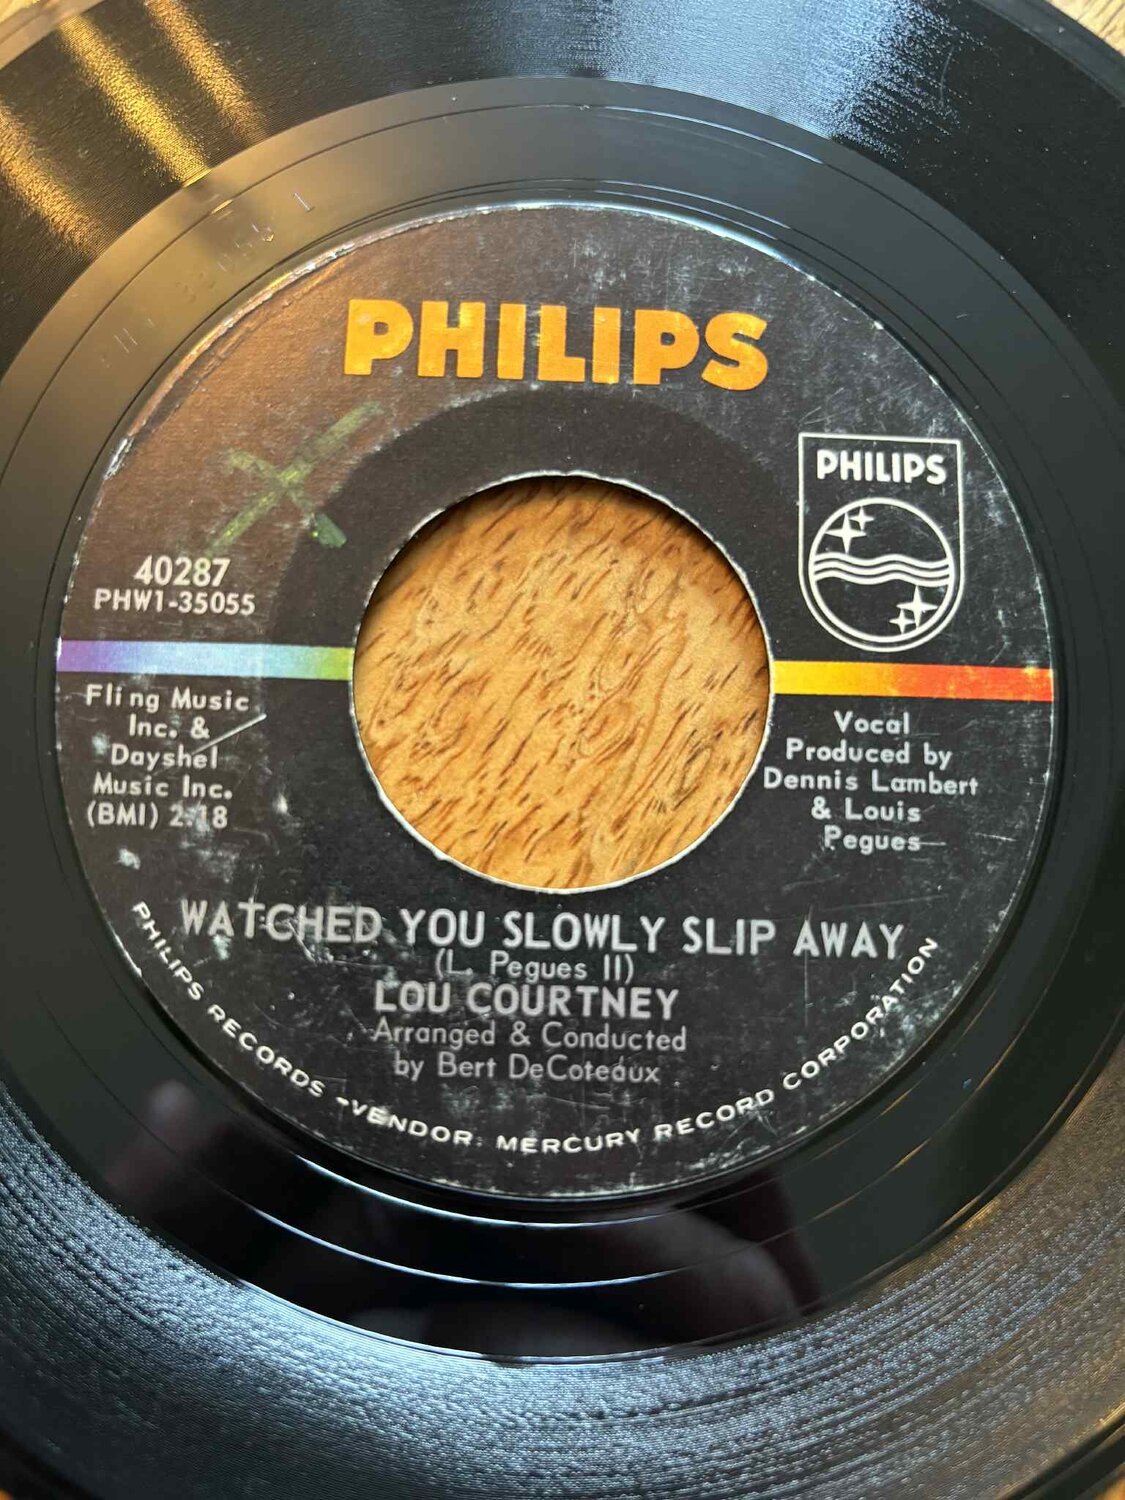 PHILIPS
PHILIPS
40287
PHW1-35055
Fling Music
Inc. &
Dayshel
Music Inc.
(BMI) 2:18
Vocal
Produced by
Dennis Lambert
& Louis
Pegues
WATCHED YOU SLOWLY SLIP AWAY
(L. Pegues II)
LOU COURTNEY
Arranged & Conducted
by Bert DeCoteaux
PHILIPS RECORDS - VENDOR: MERCURY RECORD CORPORATION